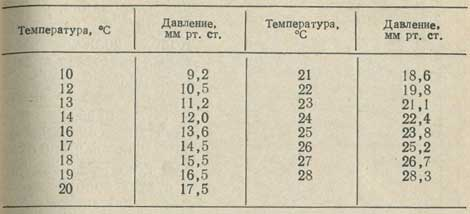 Температура, °С Давление, мм рт. ст. Температура, °С Давление, мм рт. ст.
10 9,2 21 18,6
12 10,5 22 19,8
13 11,2 23 21,1
14 12,0 24 22,4
16 13,6 25 23,8
17 14,5 26 25,2
18 15,5 27 26,7
19 16,5 28 28,3
20 17,5